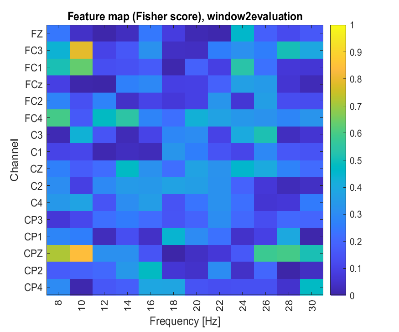 Feature map (Fisher score), window2evaluation
FZ
FC3
FC1
FCz
FC2
FC4
C3
C1
CZ
C2
C4
CP3
CP1
CPZ
CP2
CP4
Channel
8 10 12 14 16 18 20 22 24 26 28 30
Frequency [Hz]
1
0.9
0.8
0.7
0.6
0.5
0.4
0.3
0.2
0.1
0